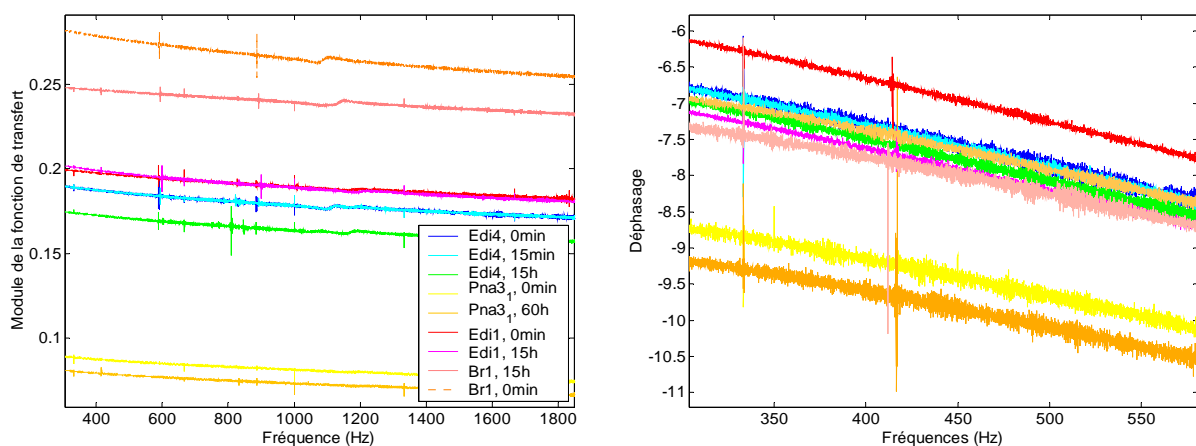 Module de la fonction de transfert
0.25
0.2
0.15
0.1
400 600 800 1000 1200 1400 1600 1800
Fréquence (Hz)
Edi4, 0min
Edi4, 15min
Edi4, 15h
Pna3₁, 0min
Pna3₁, 60h
Edi1, 0min
Edi1, 15h
Br1, 15h
Br1, 0min
Déphasage
-6
-6.5
-7
-7.5
-8
-8.5
-9
-9.5
-10
-10.5
-11
350 400 450 500 550
Fréquences (Hz)